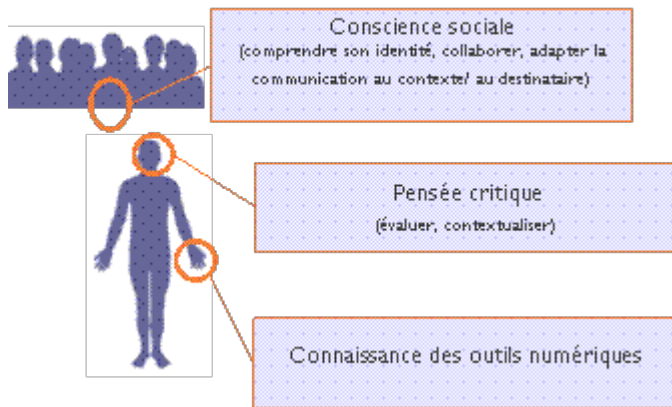 Conscience sociale
(comprendre son identité, collaborer, adapter la
communication au contexte/ au destinataire)
Pensée critique
(évaluer, contextualiser)
Connaissance des outils numériques